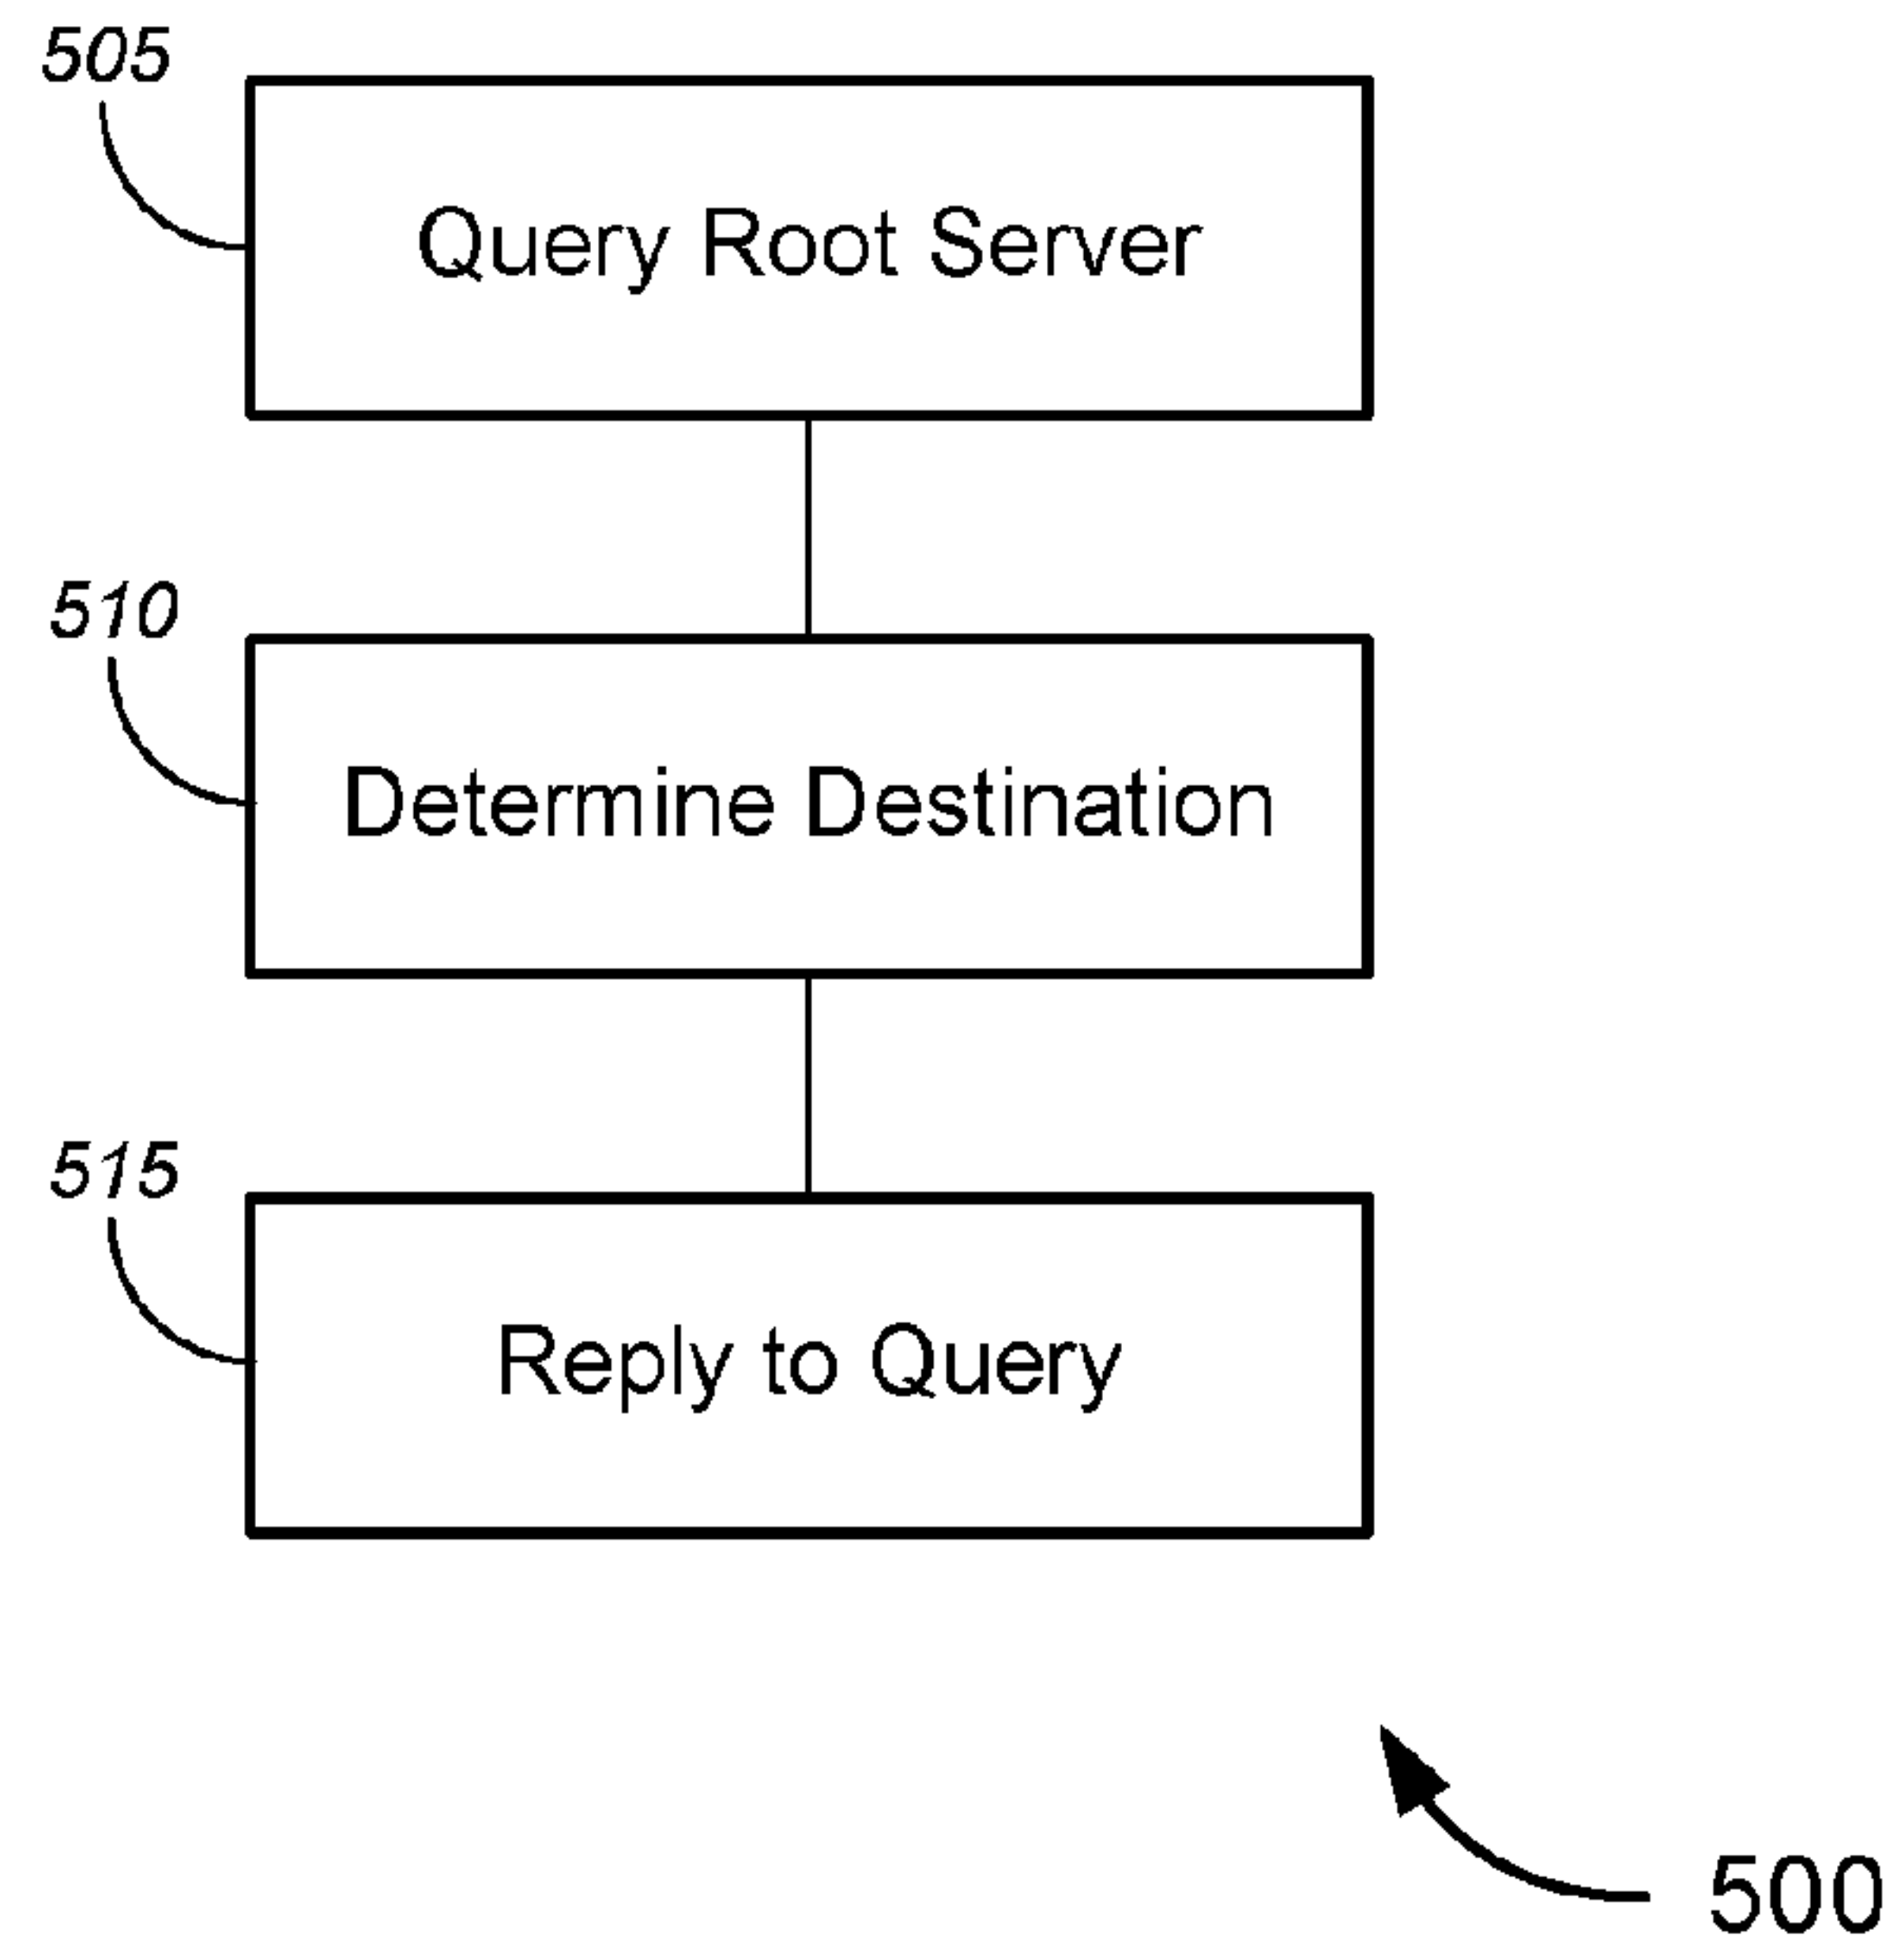 505
Query Root Server
510
Determine Destination
515
Reply to Query
500